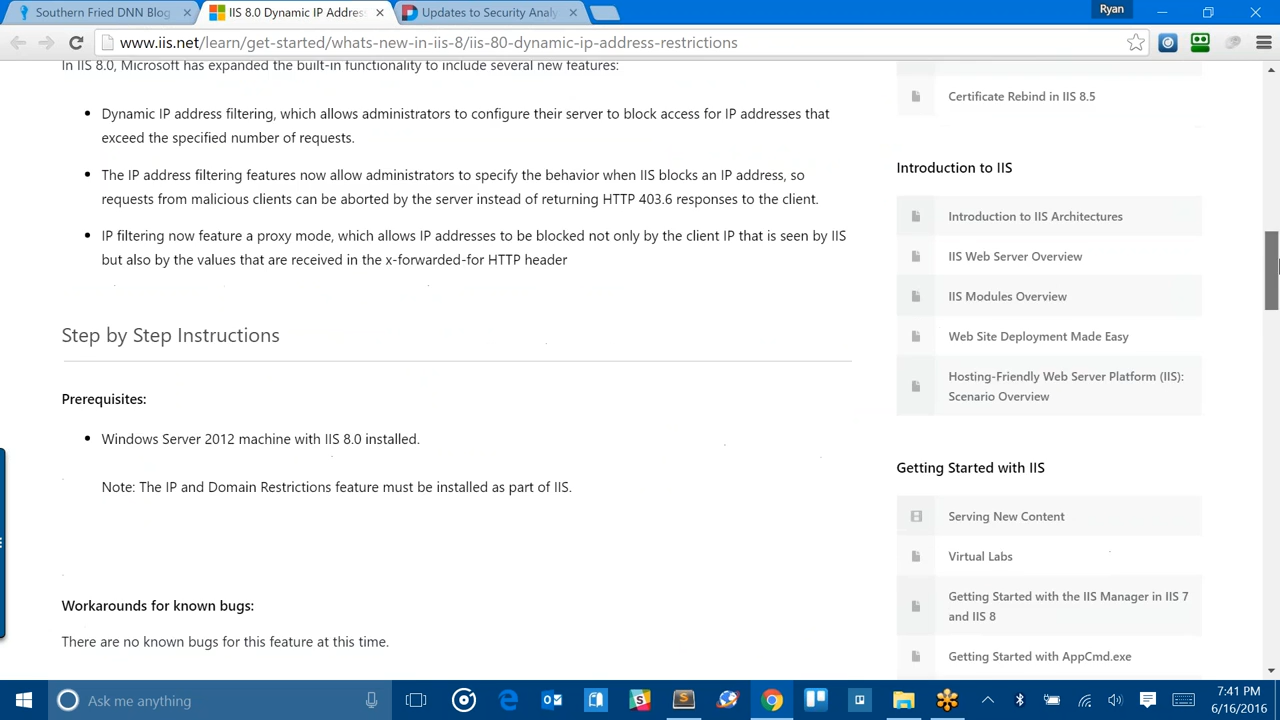 Southern Fried DNN Blog
IIS 8.0 Dynamic IP Addres
Updates to Security Analy
Ryan
www.iis.net/learn/get-started/whats-new-in-iis-8/iis-80-dynamic-ip-address-restrictions
In IIS 8.0, Microsoft has expanded the built-in functionality to include several new features:
Dynamic IP address filtering, which allows administrators to configure their server to block access for IP addresses that
exceed the specified number of requests.
The IP address filtering features now allow administrators to specify the behavior when IIS blocks an IP address, so
requests from malicious clients can be aborted by the server instead of returning HTTP 403.6 responses to the client.
IP filtering now feature a proxy mode, which allows IP addresses to be blocked not only by the client IP that is seen by IIS
but also by the values that are received in the x-forwarded-for HTTP header
Step by Step Instructions
Prerequisites:
Windows Server 2012 machine with IIS 8.0 installed.
Note: The IP and Domain Restrictions feature must be installed as part of IIS.
Workarounds for known bugs:
There are no known bugs for this feature at this time.
Certificate Rebind in IIS 8.5
Introduction to IIS
Introduction to IIS Architectures
IIS Web Server Overview
IIS Modules Overview
Web Site Deployment Made Easy
Hosting-Friendly Web Server Platform (IIS):
Scenario Overview
Getting Started with IIS
Serving New Content
Virtual Labs
Getting Started with the IIS Manager in IIS 7
and IIS 8
Getting Started with AppCmd.exe
Ask me anything
7:41 PM
6/16/2016